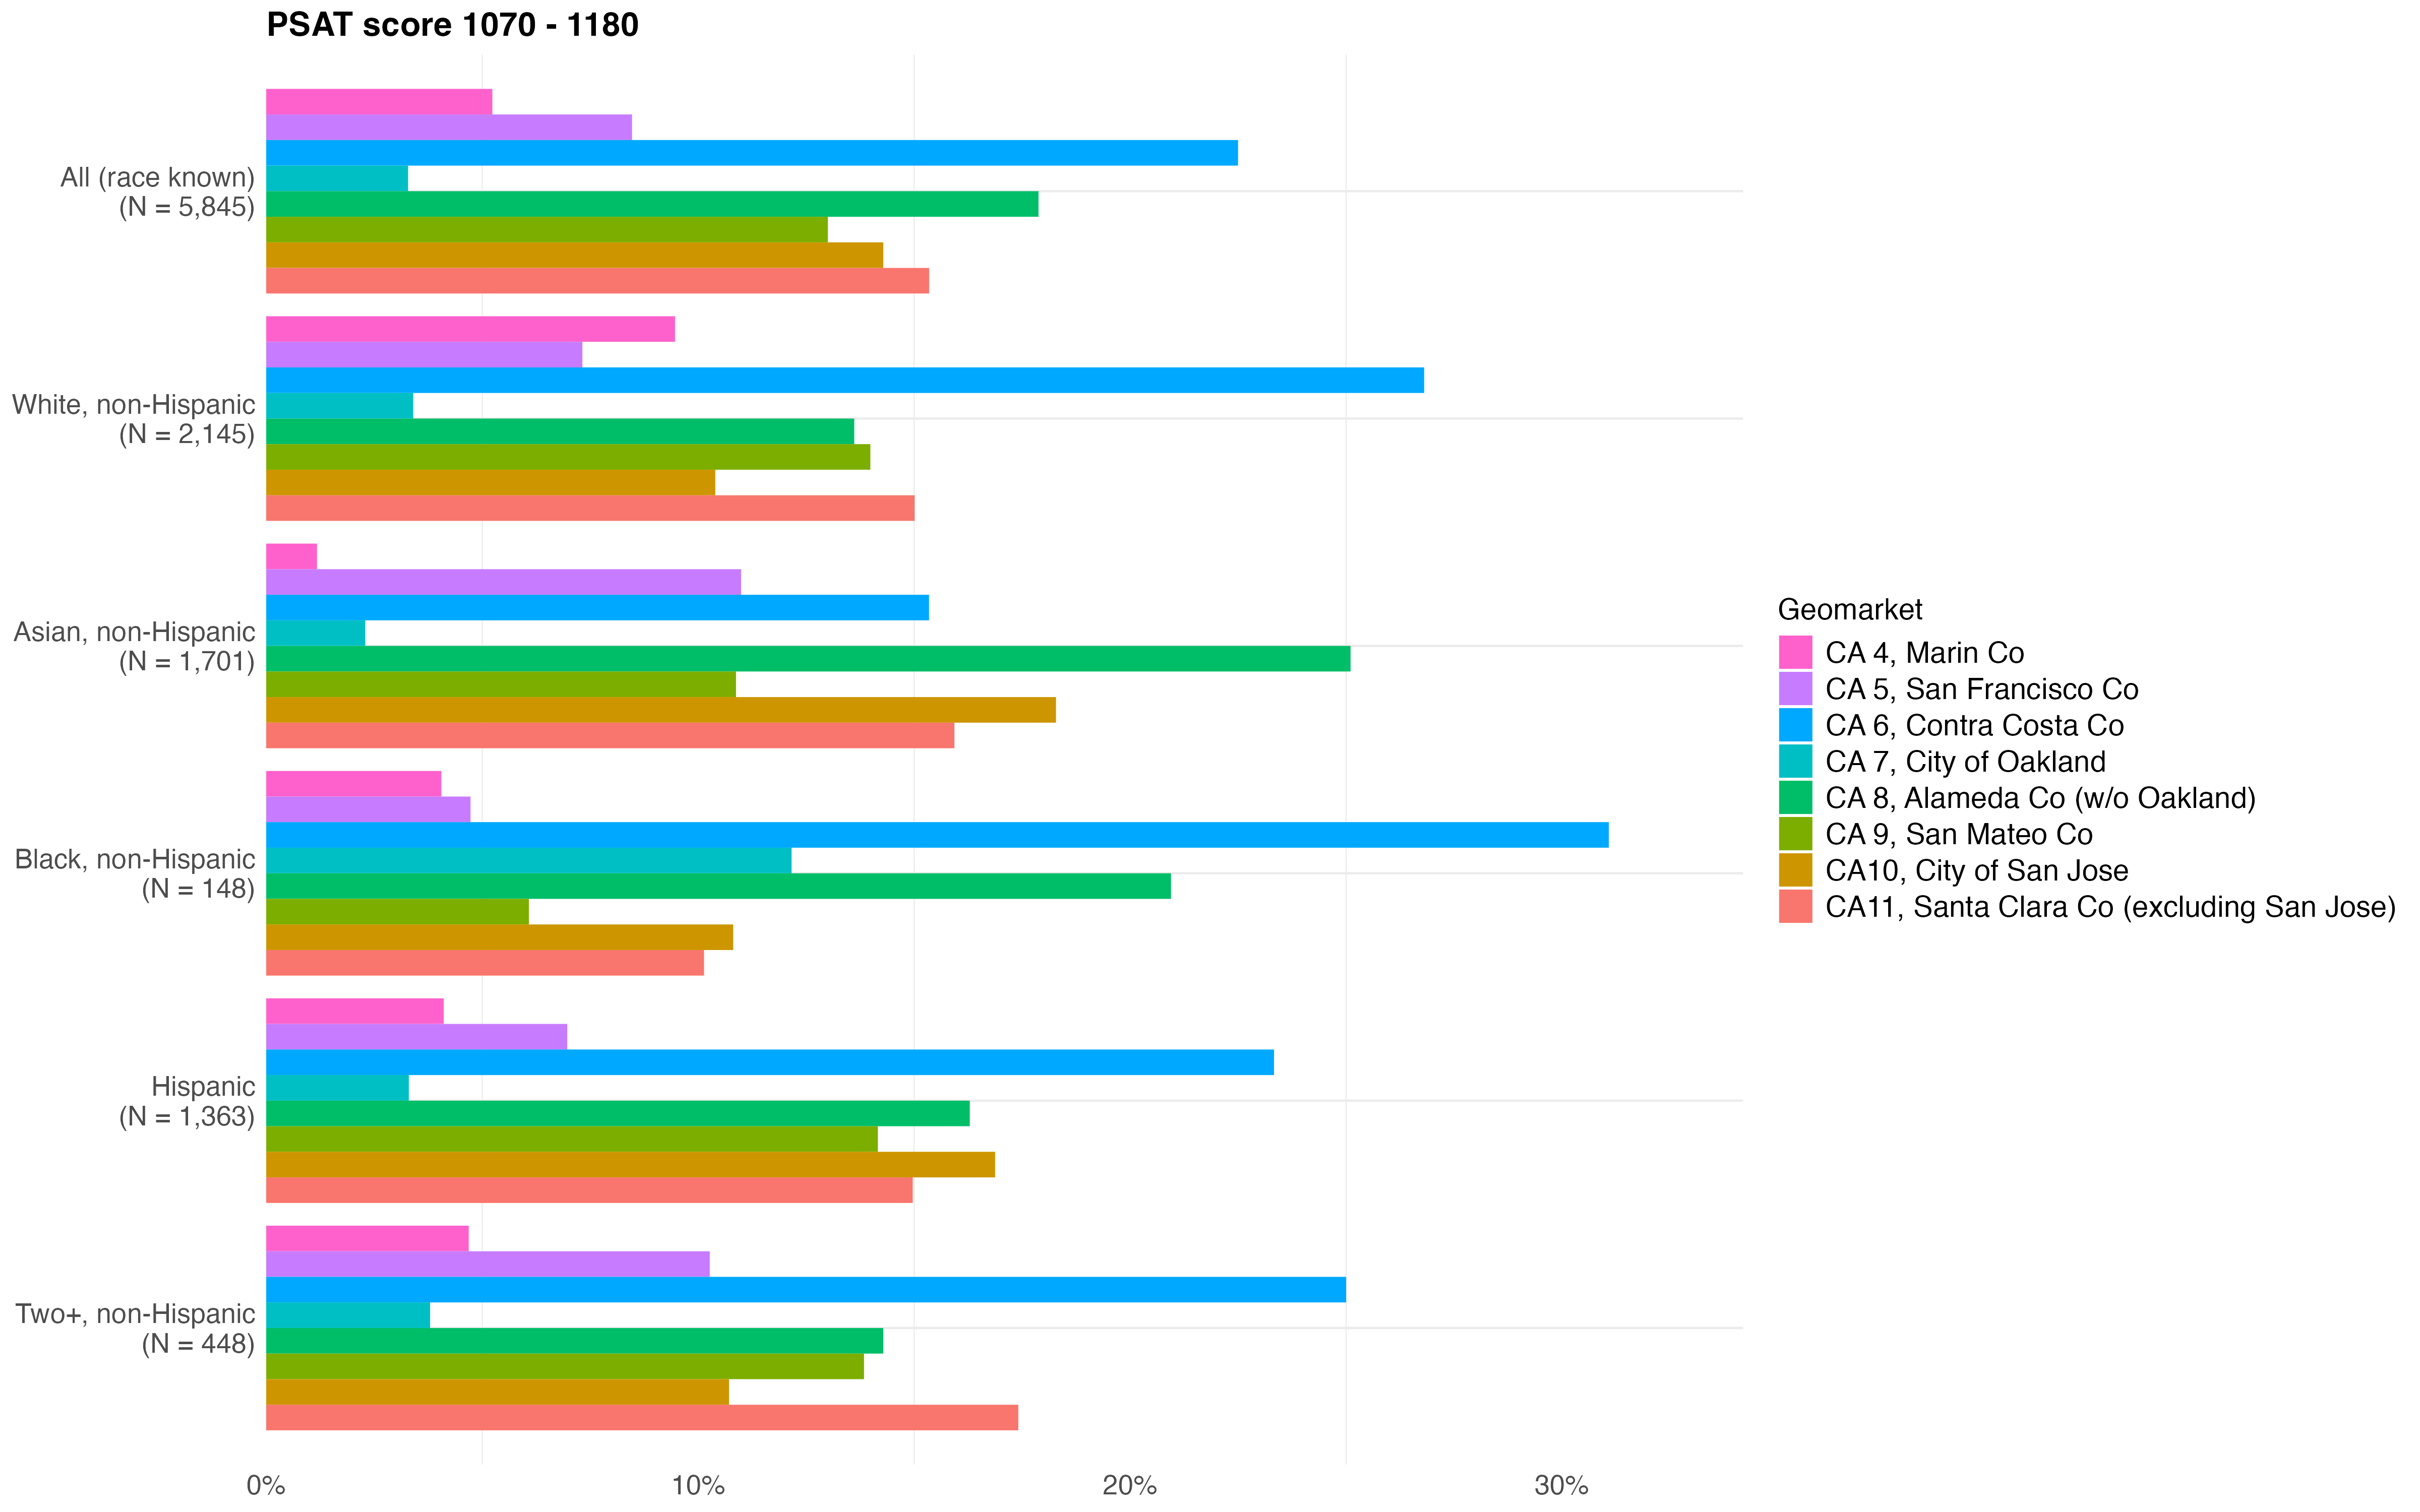 PSAT score 1070 - 1180
All (race known)
(N = 5,845)
White, non-Hispanic
(N = 2,145)
Asian, non-Hispanic
(N = 1,701)
Black, non-Hispanic
(N = 148)
Hispanic
(N = 1,363)
Two+, non-Hispanic
(N = 448)
0% 10% 20% 30%
Geomarket
CA 4, Marin Co
CA 5, San Francisco Co
CA 6, Contra Costa Co
CA 7, City of Oakland
CA 8, Alameda Co (w/o Oakland)
CA 9, San Mateo Co
CA10, City of San Jose
CA11, Santa Clara Co (excluding San Jose)